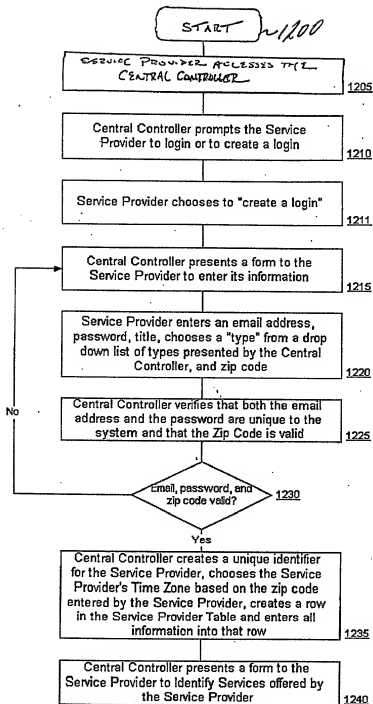 START
1200
SERVICE PROVIDER ACCESSES THE
CENTRAL CONTROLLER
1205
Central Controller prompts the Service
Provider to login or to create a login
1210
Service Provider chooses to "create a login"
1211
Central Controller presents a form to the
Service Provider to enter its information
1215
Service Provider enters an email address,
password, title, chooses a "type" from a drop
down list of types presented by the Central
Controller, and zip code
1220
Central Controller verifies that both the email
address and the password are unique to the
system and that the Zip Code is valid
1225
No
Email, password, and
zip code valid?
1230
Yes
Central Controller creates a unique identifier
for the Service Provider, chooses the Service
Provider's Time Zone based on the zip code
entered by the Service Provider, creates a row
in the Service Provider Table and enters all
information into that row
1235
Central Controller presents a form to the
Service Provider to Identify Services offered by
the Service Provider
1240